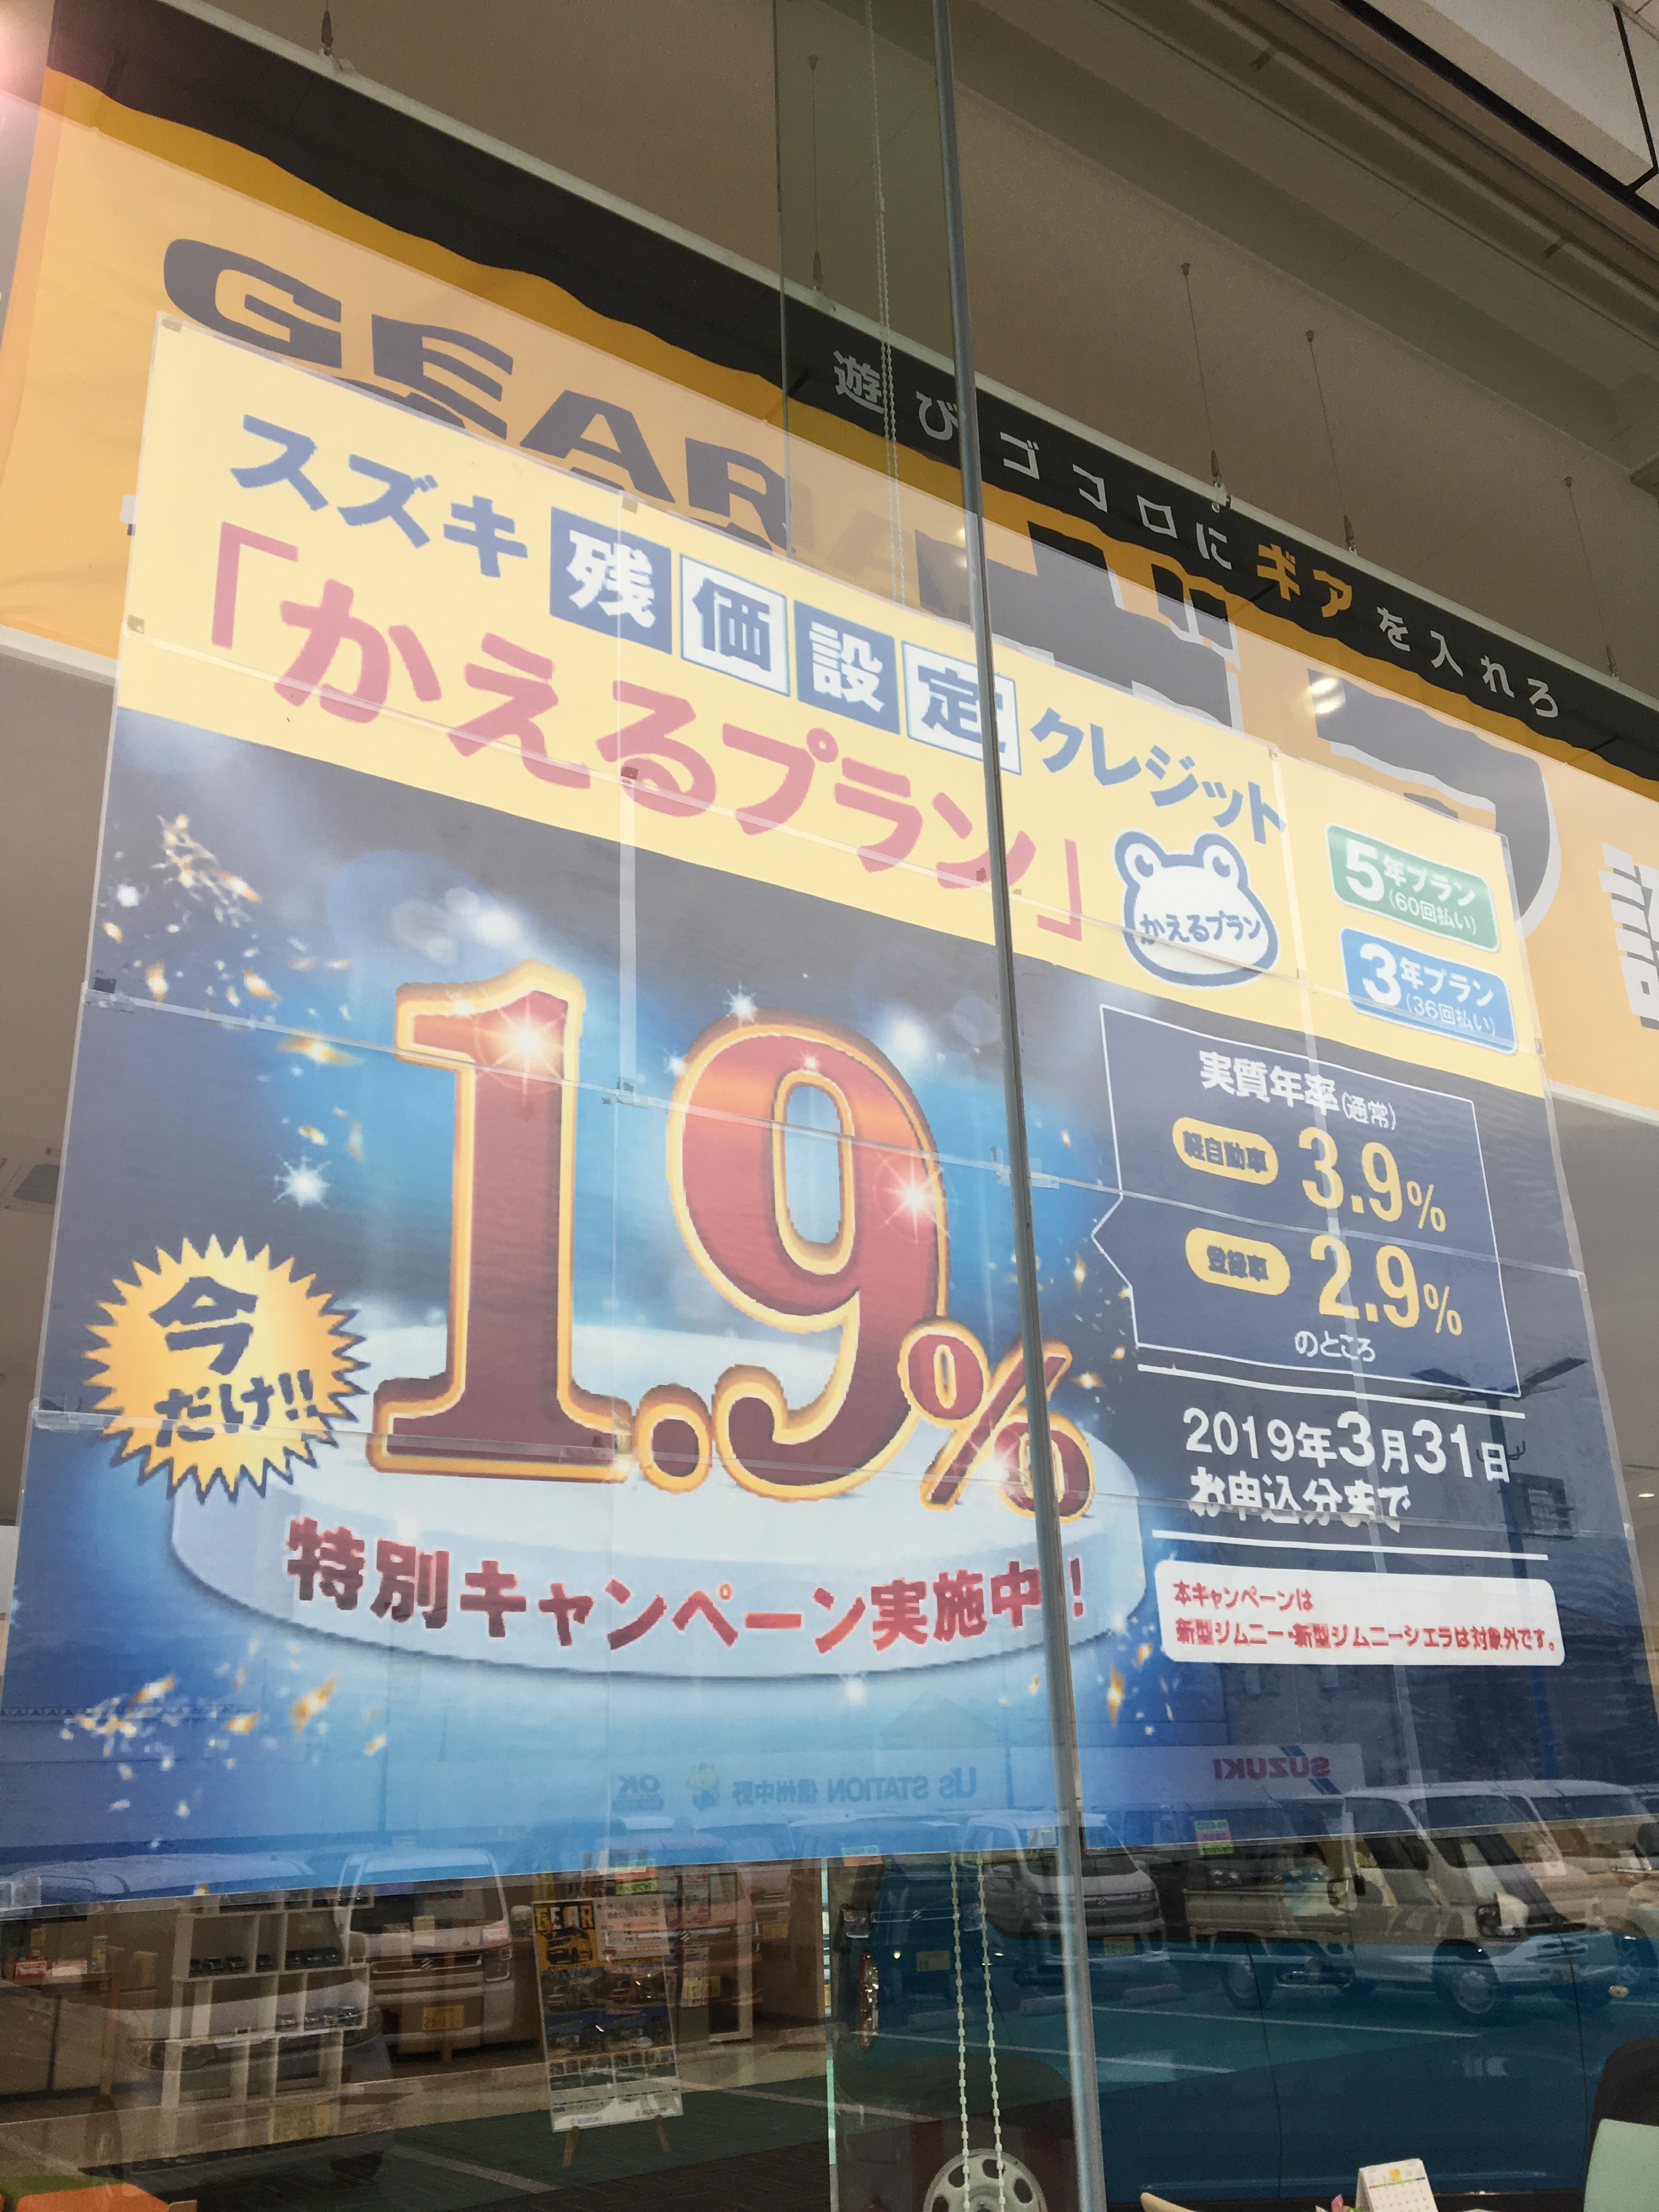 GEAR
遊びゴコロにギアを入れろ
スズキ残価設定クレジット
「かえるプラン」
かえるプラン
5年プラン
(60回払い)
3年プラン
(36回払い)
実質年率(通常)
軽自動車 3.9%
登録車 2.9%
のところ
1.9%
今
だけ!!
特別キャンペーン実施中!
2019年3月31日
お申込分まで
本キャンペーンは
新型ジムニー・新型ジムニーシエラは対象外です。
SUZUKI
U's STATION 信州中野
OK
GEAR